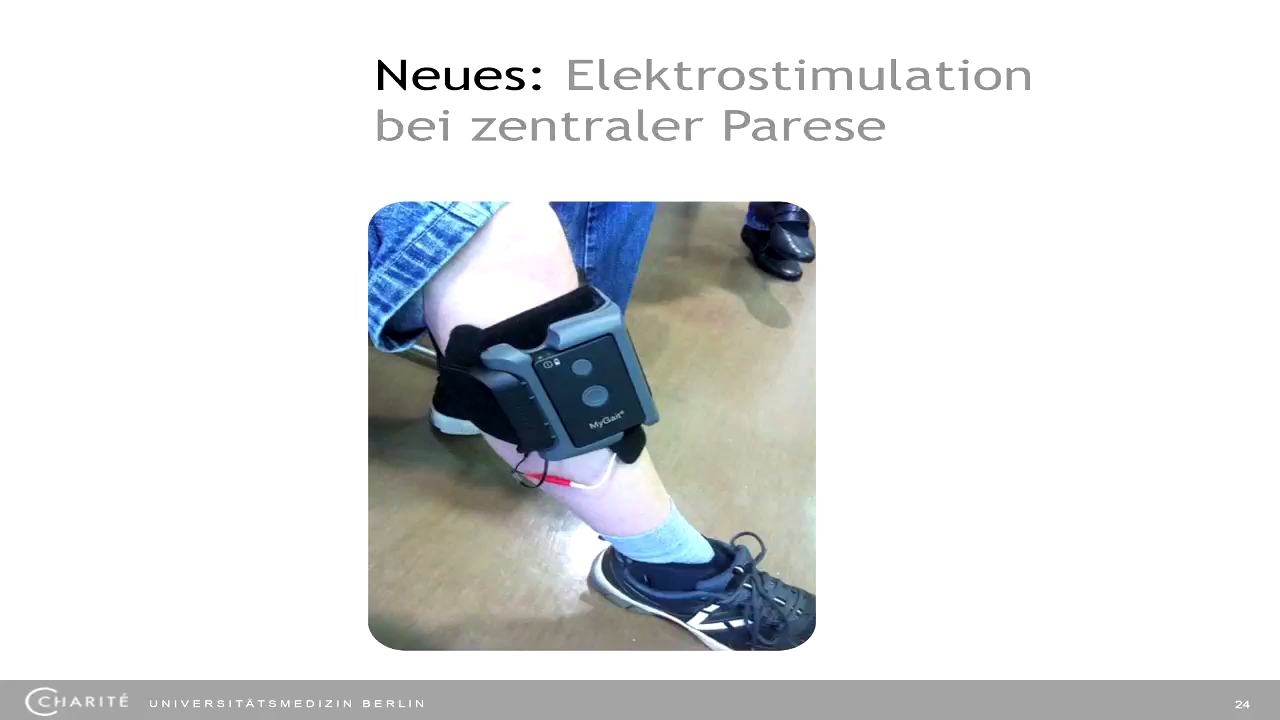 Neues: Elektrostimulation
bei zentraler Parese
MyGait®
CHARITÉ UNIVERSITÄTSMEDIZIN BERLIN
24